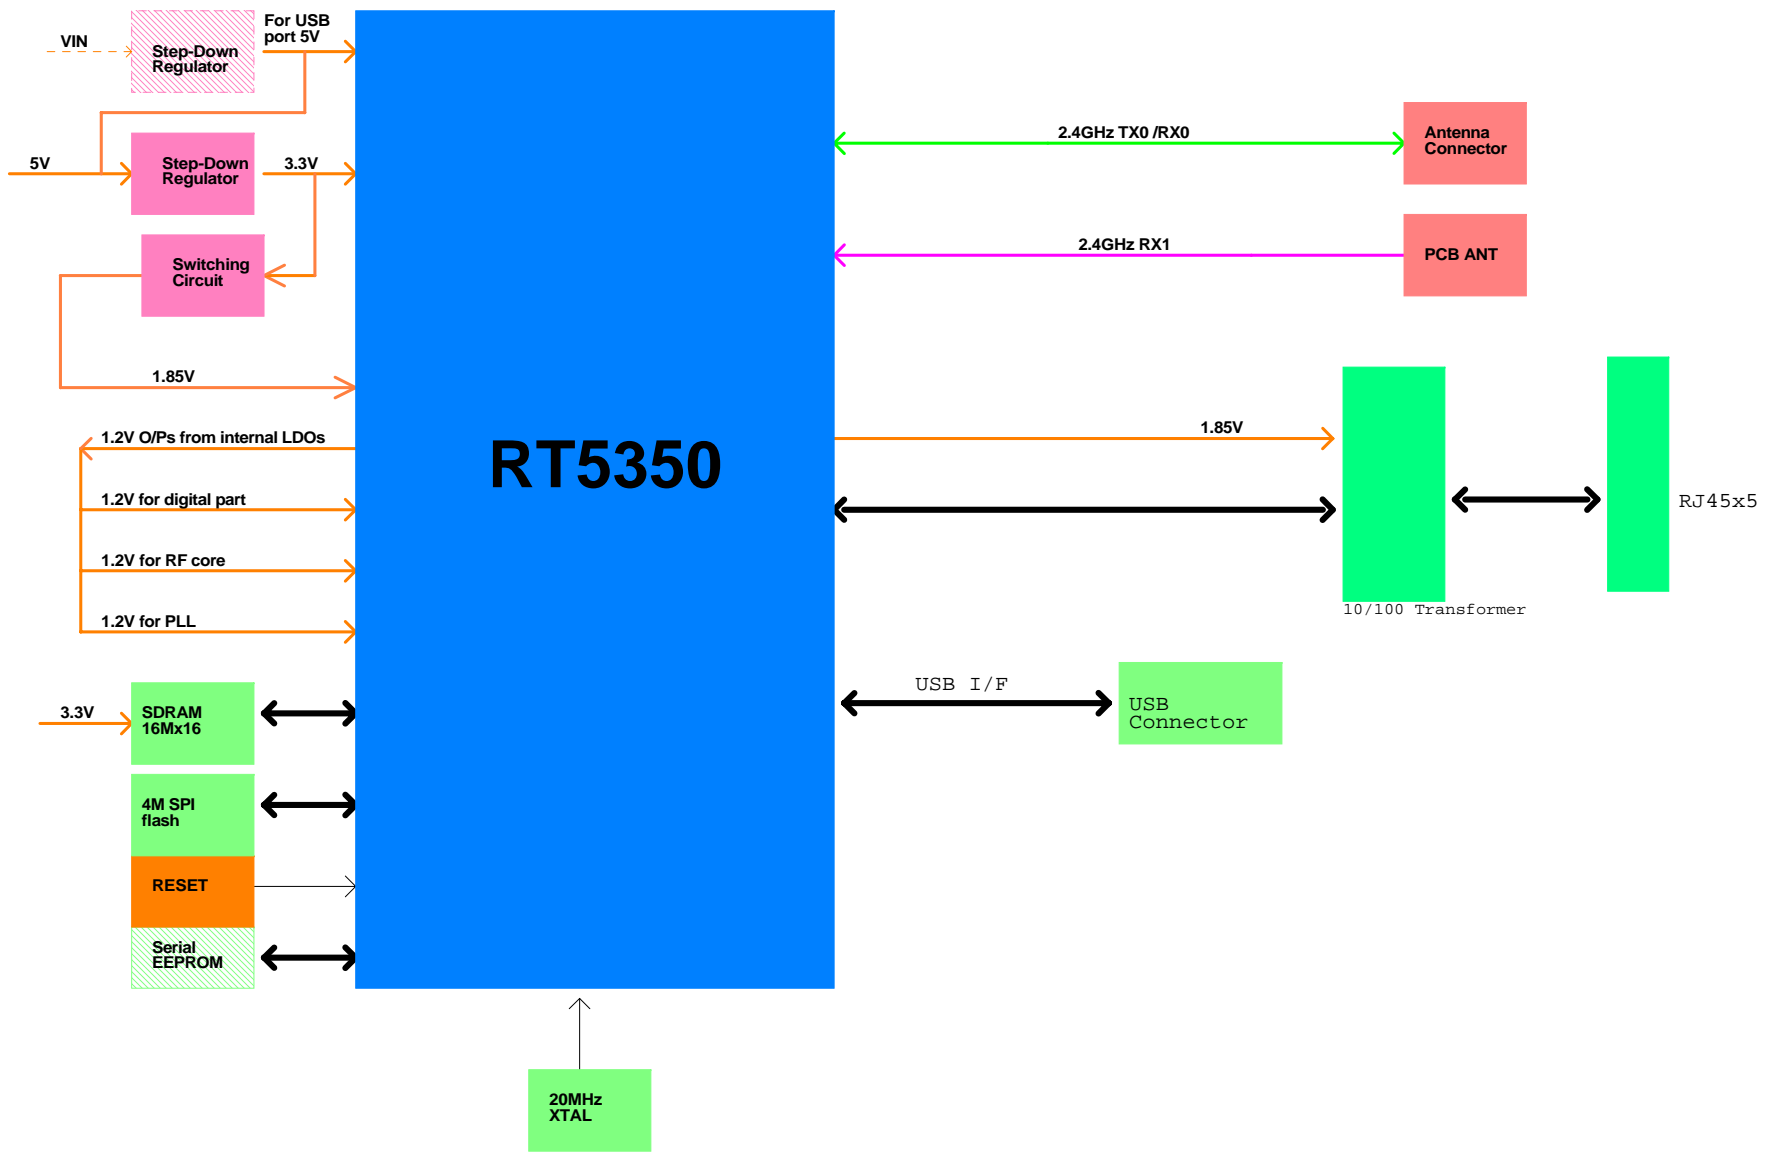 For USB
port 5V
VIN
Step-Down
Regulator
5V
Step-Down
Regulator
3.3V
Switching
Circuit
1.85V
1.2V O/Ps from internal LDOs
1.2V for digital part
1.2V for RF core
1.2V for PLL
3.3V
SDRAM
16Mx16
4M SPI
flash
RESET
Serial
EEPROM
RT5350
20MHz
XTAL
2.4GHz TX0 /RX0
Antenna
Connector
2.4GHz RX1
PCB ANT
1.85V
RJ45x5
10/100 Transformer
USB I/F
USB
Connector